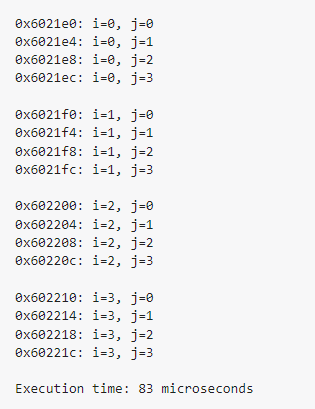 0x6021e0: i=0, j=0
0x6021e4: i=0, j=1
0x6021e8: i=0, j=2
0x6021ec: i=0, j=3
0x6021f0: i=1, j=0
0x6021f4: i=1, j=1
0x6021f8: i=1, j=2
0x6021fc: i=1, j=3
0x602200: i=2, j=0
0x602204: i=2, j=1
0x602208: i=2, j=2
0x60220c: i=2, j=3
0x602210: i=3, j=0
0x602214: i=3, j=1
0x602218: i=3, j=2
0x60221c: i=3, j=3
Execution time: 83 microseconds